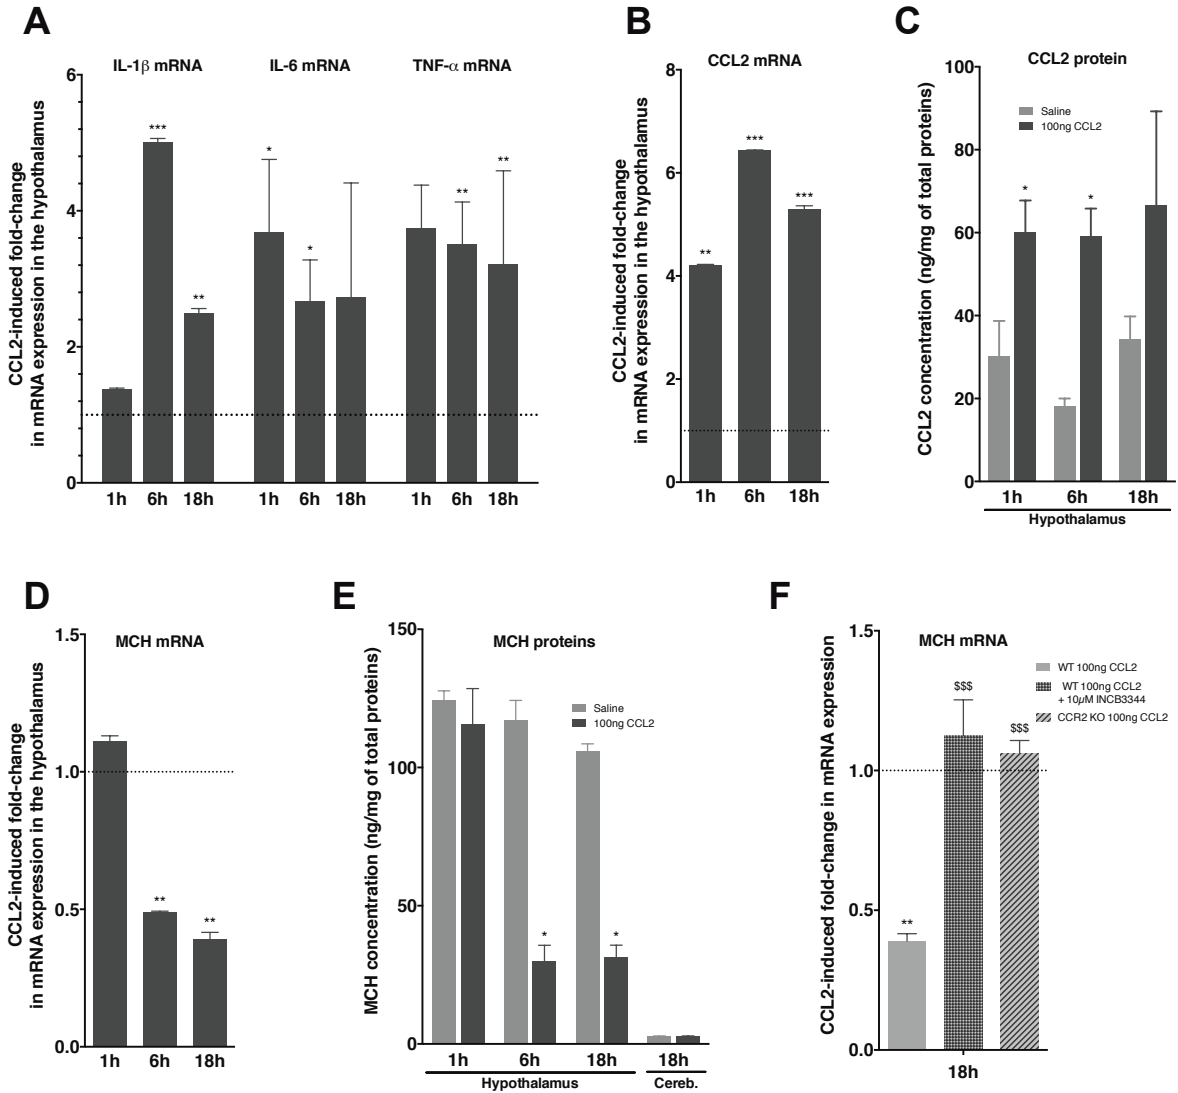 A
IL-1β mRNA
IL-6 mRNA
TNF-α mRNA
CCL2-induced fold-change
in mRNA expression in the hypothalamus
6
4
2
0
***
**
*
*
**
**
1h 6h 18h
1h 6h 18h
1h 6h 18h
B
CCL2 mRNA
CCL2-induced fold-change
in mRNA expression in the hypothalamus
8
6
4
2
0
**
***
***
1h 6h 18h
C
CCL2 protein
CCL2 concentration (ng/mg of total proteins)
100
80
60
40
20
0
Saline
100ng CCL2
*
*
1h 6h 18h
Hypothalamus
D
MCH mRNA
CCL2-induced fold-change
in mRNA expression in the hypothalamus
1.5
1.0
0.5
0.0
**
**
1h 6h 18h
E
MCH proteins
MCH concentration (ng/mg of total proteins)
150
100
50
0
Saline
100ng CCL2
*
*
1h 6h 18h 18h
Hypothalamus
Cereb.
F
MCH mRNA
CCL2-induced fold-change in mRNA expression
1.5
1.0
0.5
0.0
WT 100ng CCL2
WT 100ng CCL2
+ 10µM INCB3344
CCR2 KO 100ng CCL2
**
$$$
$$$
18h